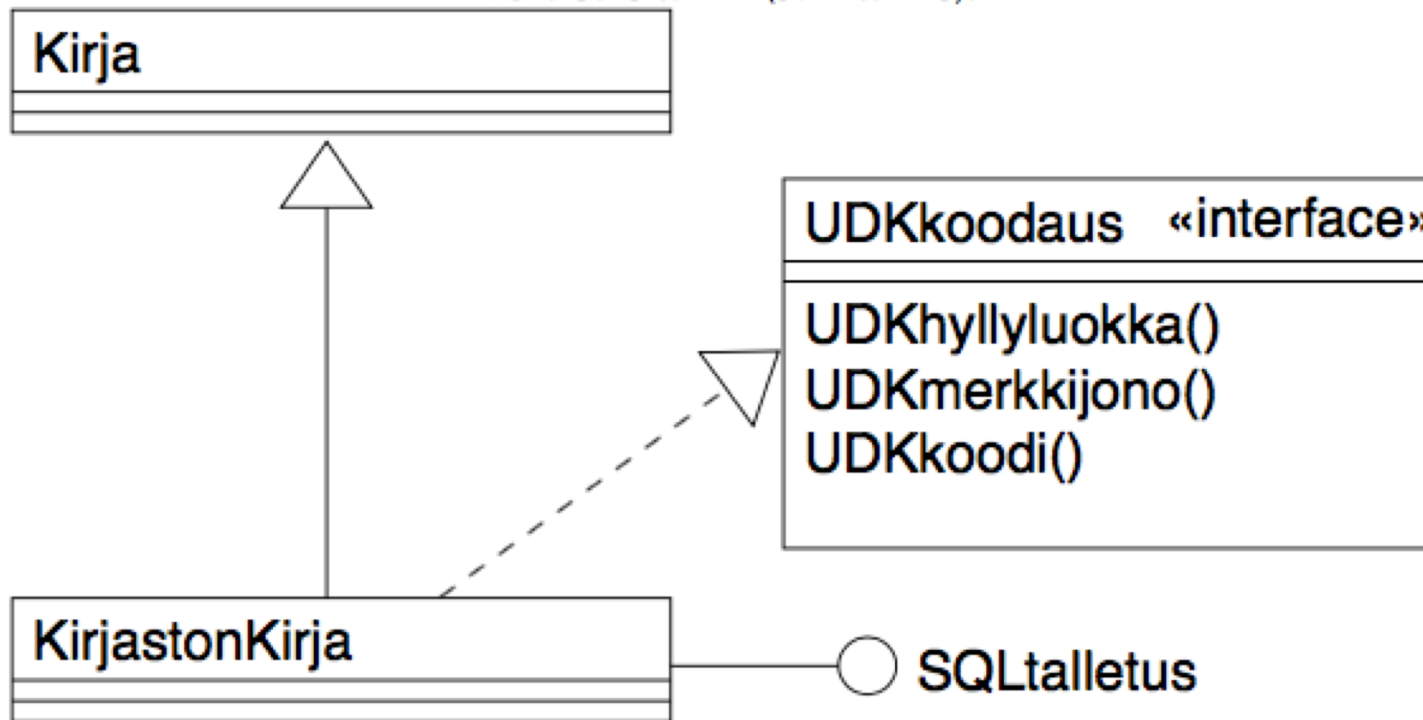 Kirja
UDKkoodaus «interface»
UDKhyllyluokka()
UDKmerkkijono()
UDKkoodi()
KirjastonKirja
SQLtalletus